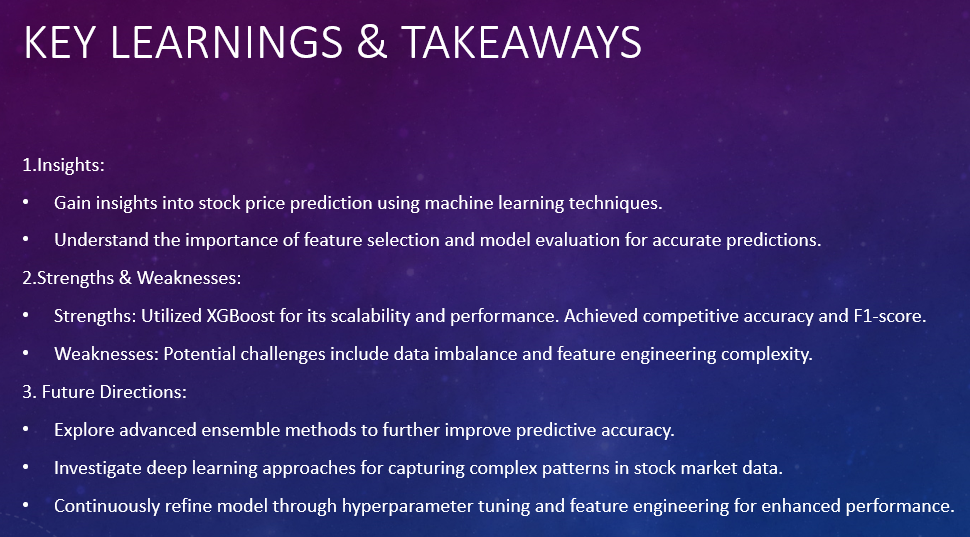 KEY LEARNINGS & TAKEAWAYS
1.Insights:
• Gain insights into stock price prediction using machine learning techniques.
• Understand the importance of feature selection and model evaluation for accurate predictions.
2.Strengths & Weaknesses:
• Strengths: Utilized XGBoost for its scalability and performance. Achieved competitive accuracy and F1-score.
• Weaknesses: Potential challenges include data imbalance and feature engineering complexity.
3. Future Directions:
• Explore advanced ensemble methods to further improve predictive accuracy.
• Investigate deep learning approaches for capturing complex patterns in stock market data.
• Continuously refine model through hyperparameter tuning and feature engineering for enhanced performance.